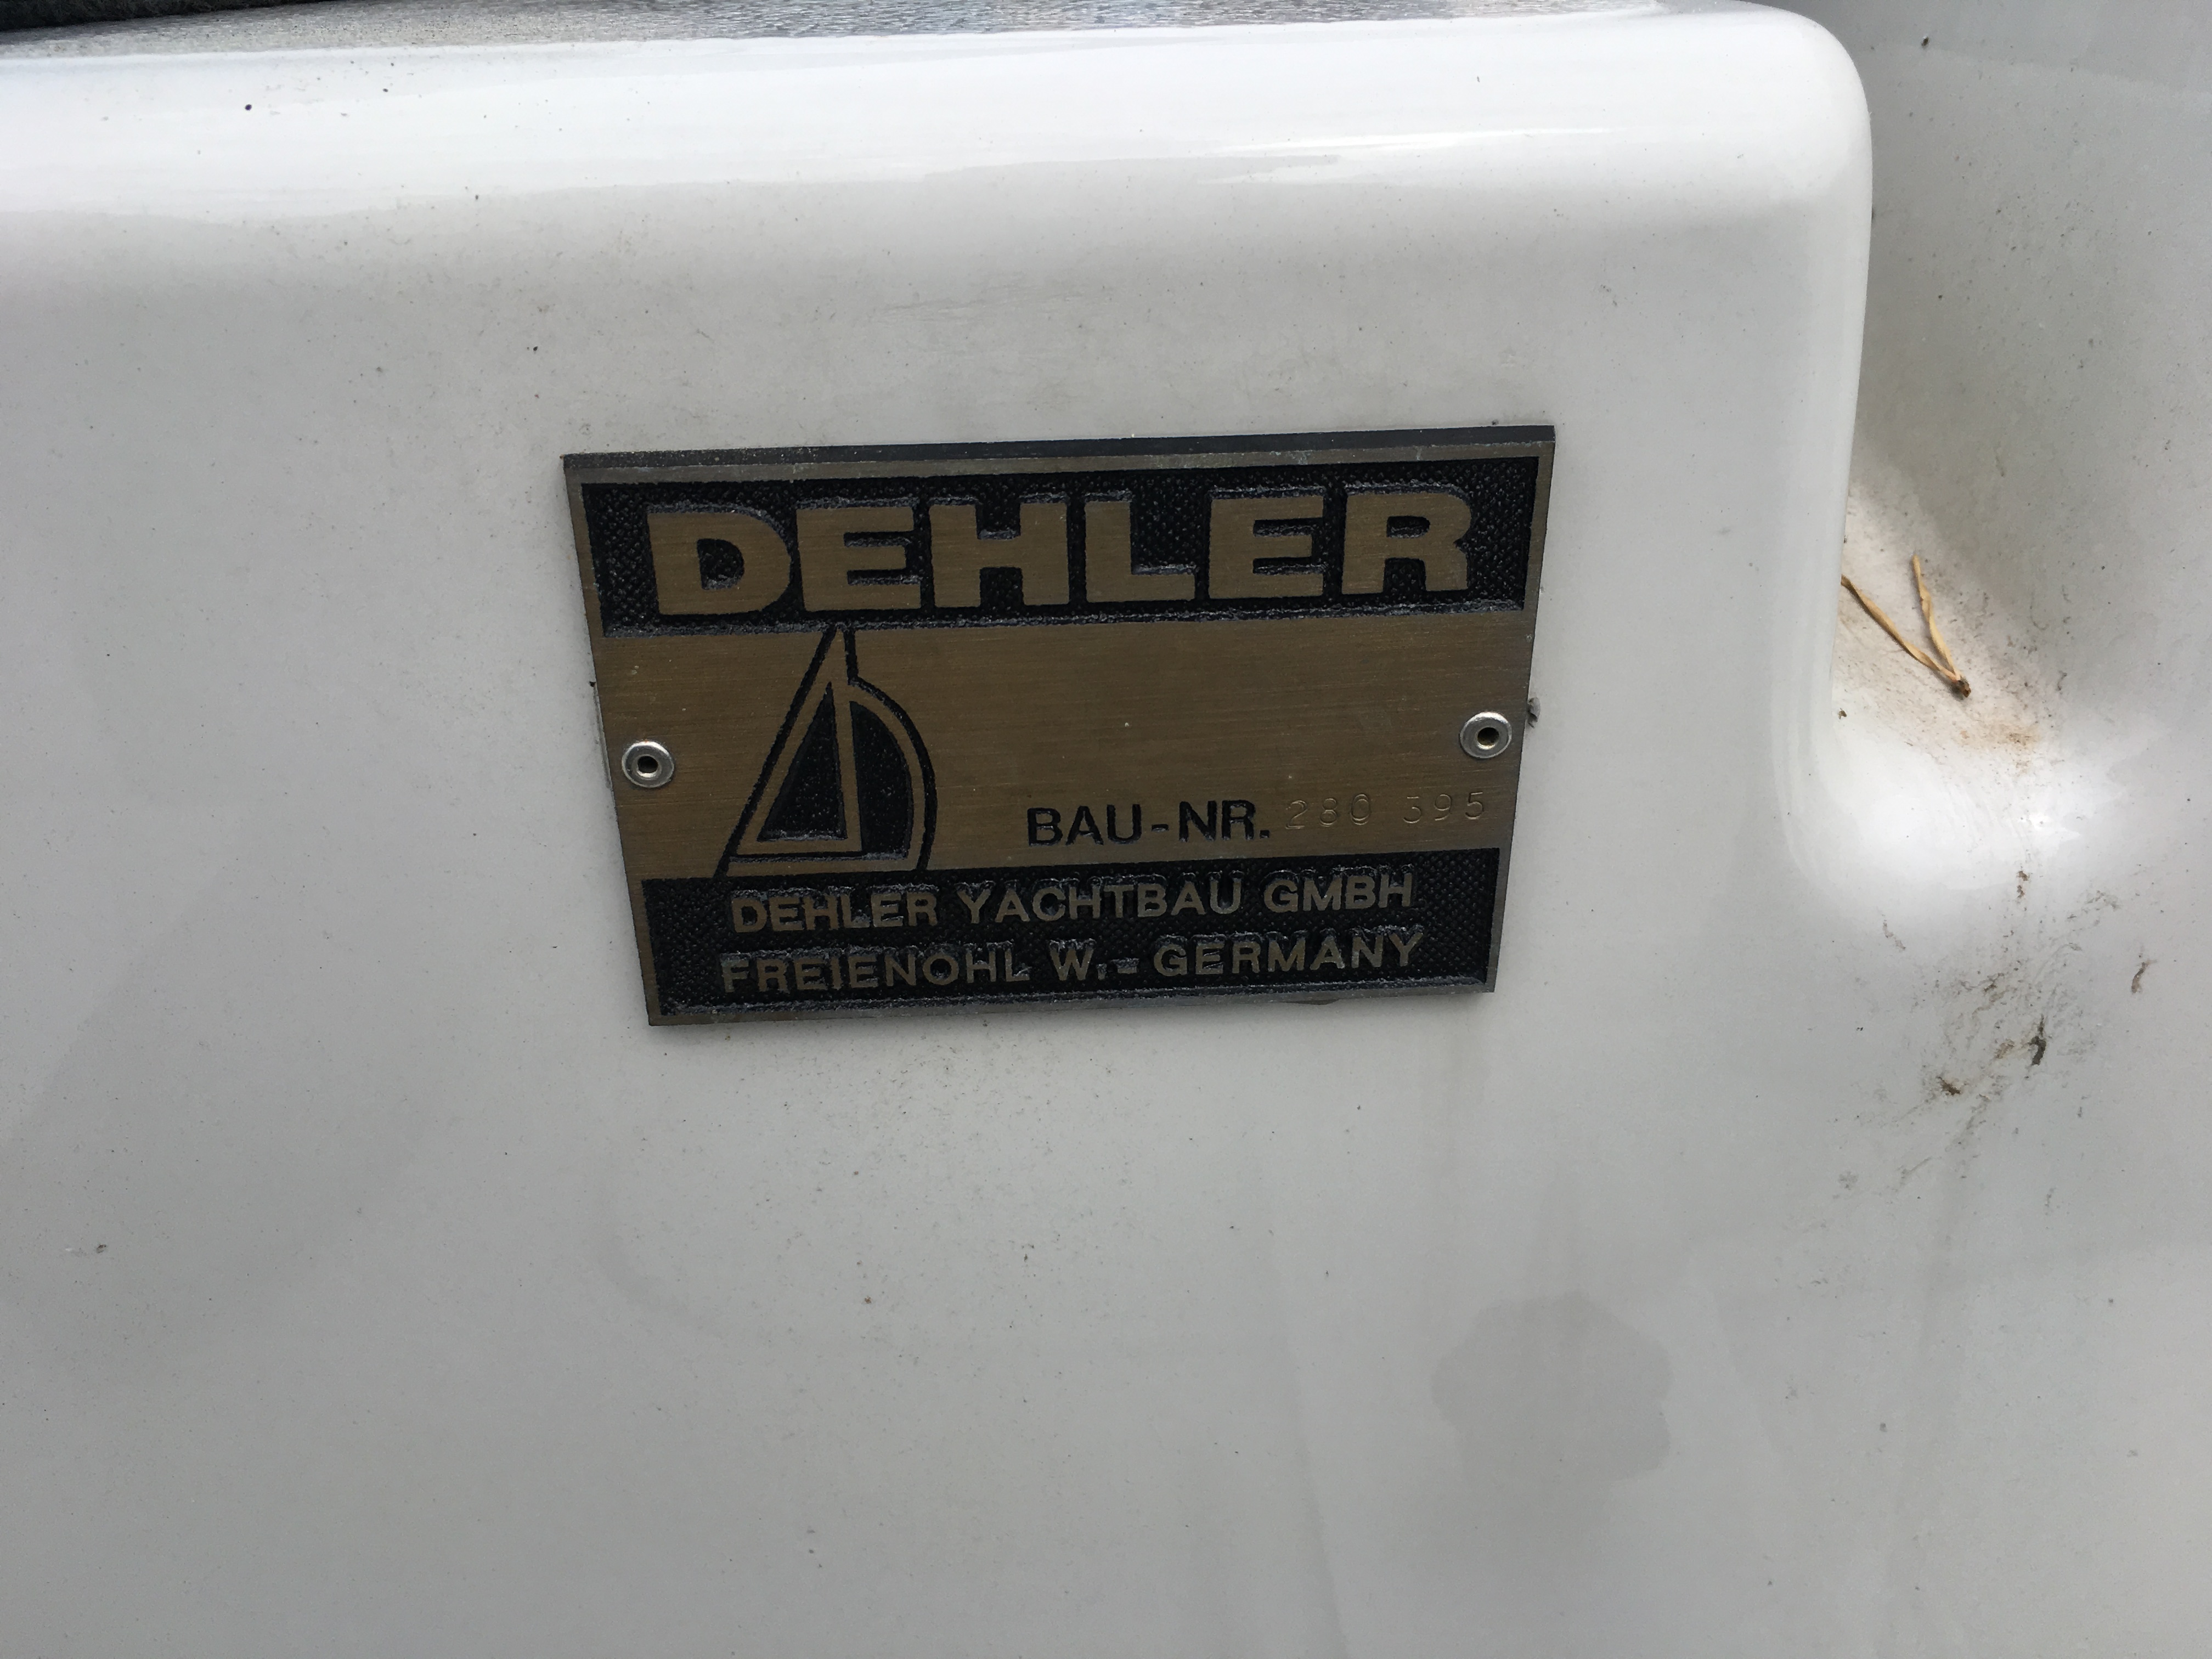 DEHLER
BAU-NR. 280 395
DEHLER YACHTBAU GMBH
FREIENOHL W.-GERMANY